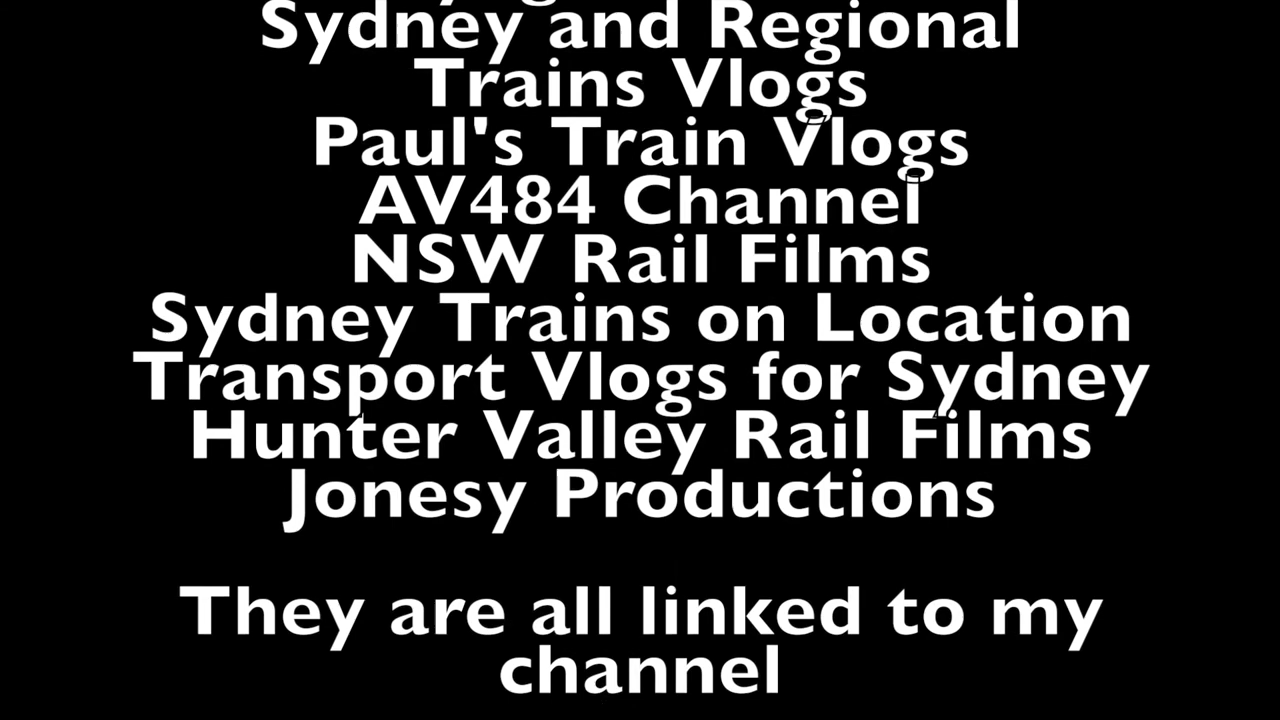 Sydney and Regional
Trains Vlogs
Paul's Train Vlogs
AV484 Channel
NSW Rail Films
Sydney Trains on Location
Transport Vlogs for Sydney
Hunter Valley Rail Films
Jonesy Productions
They are all linked to my
channel